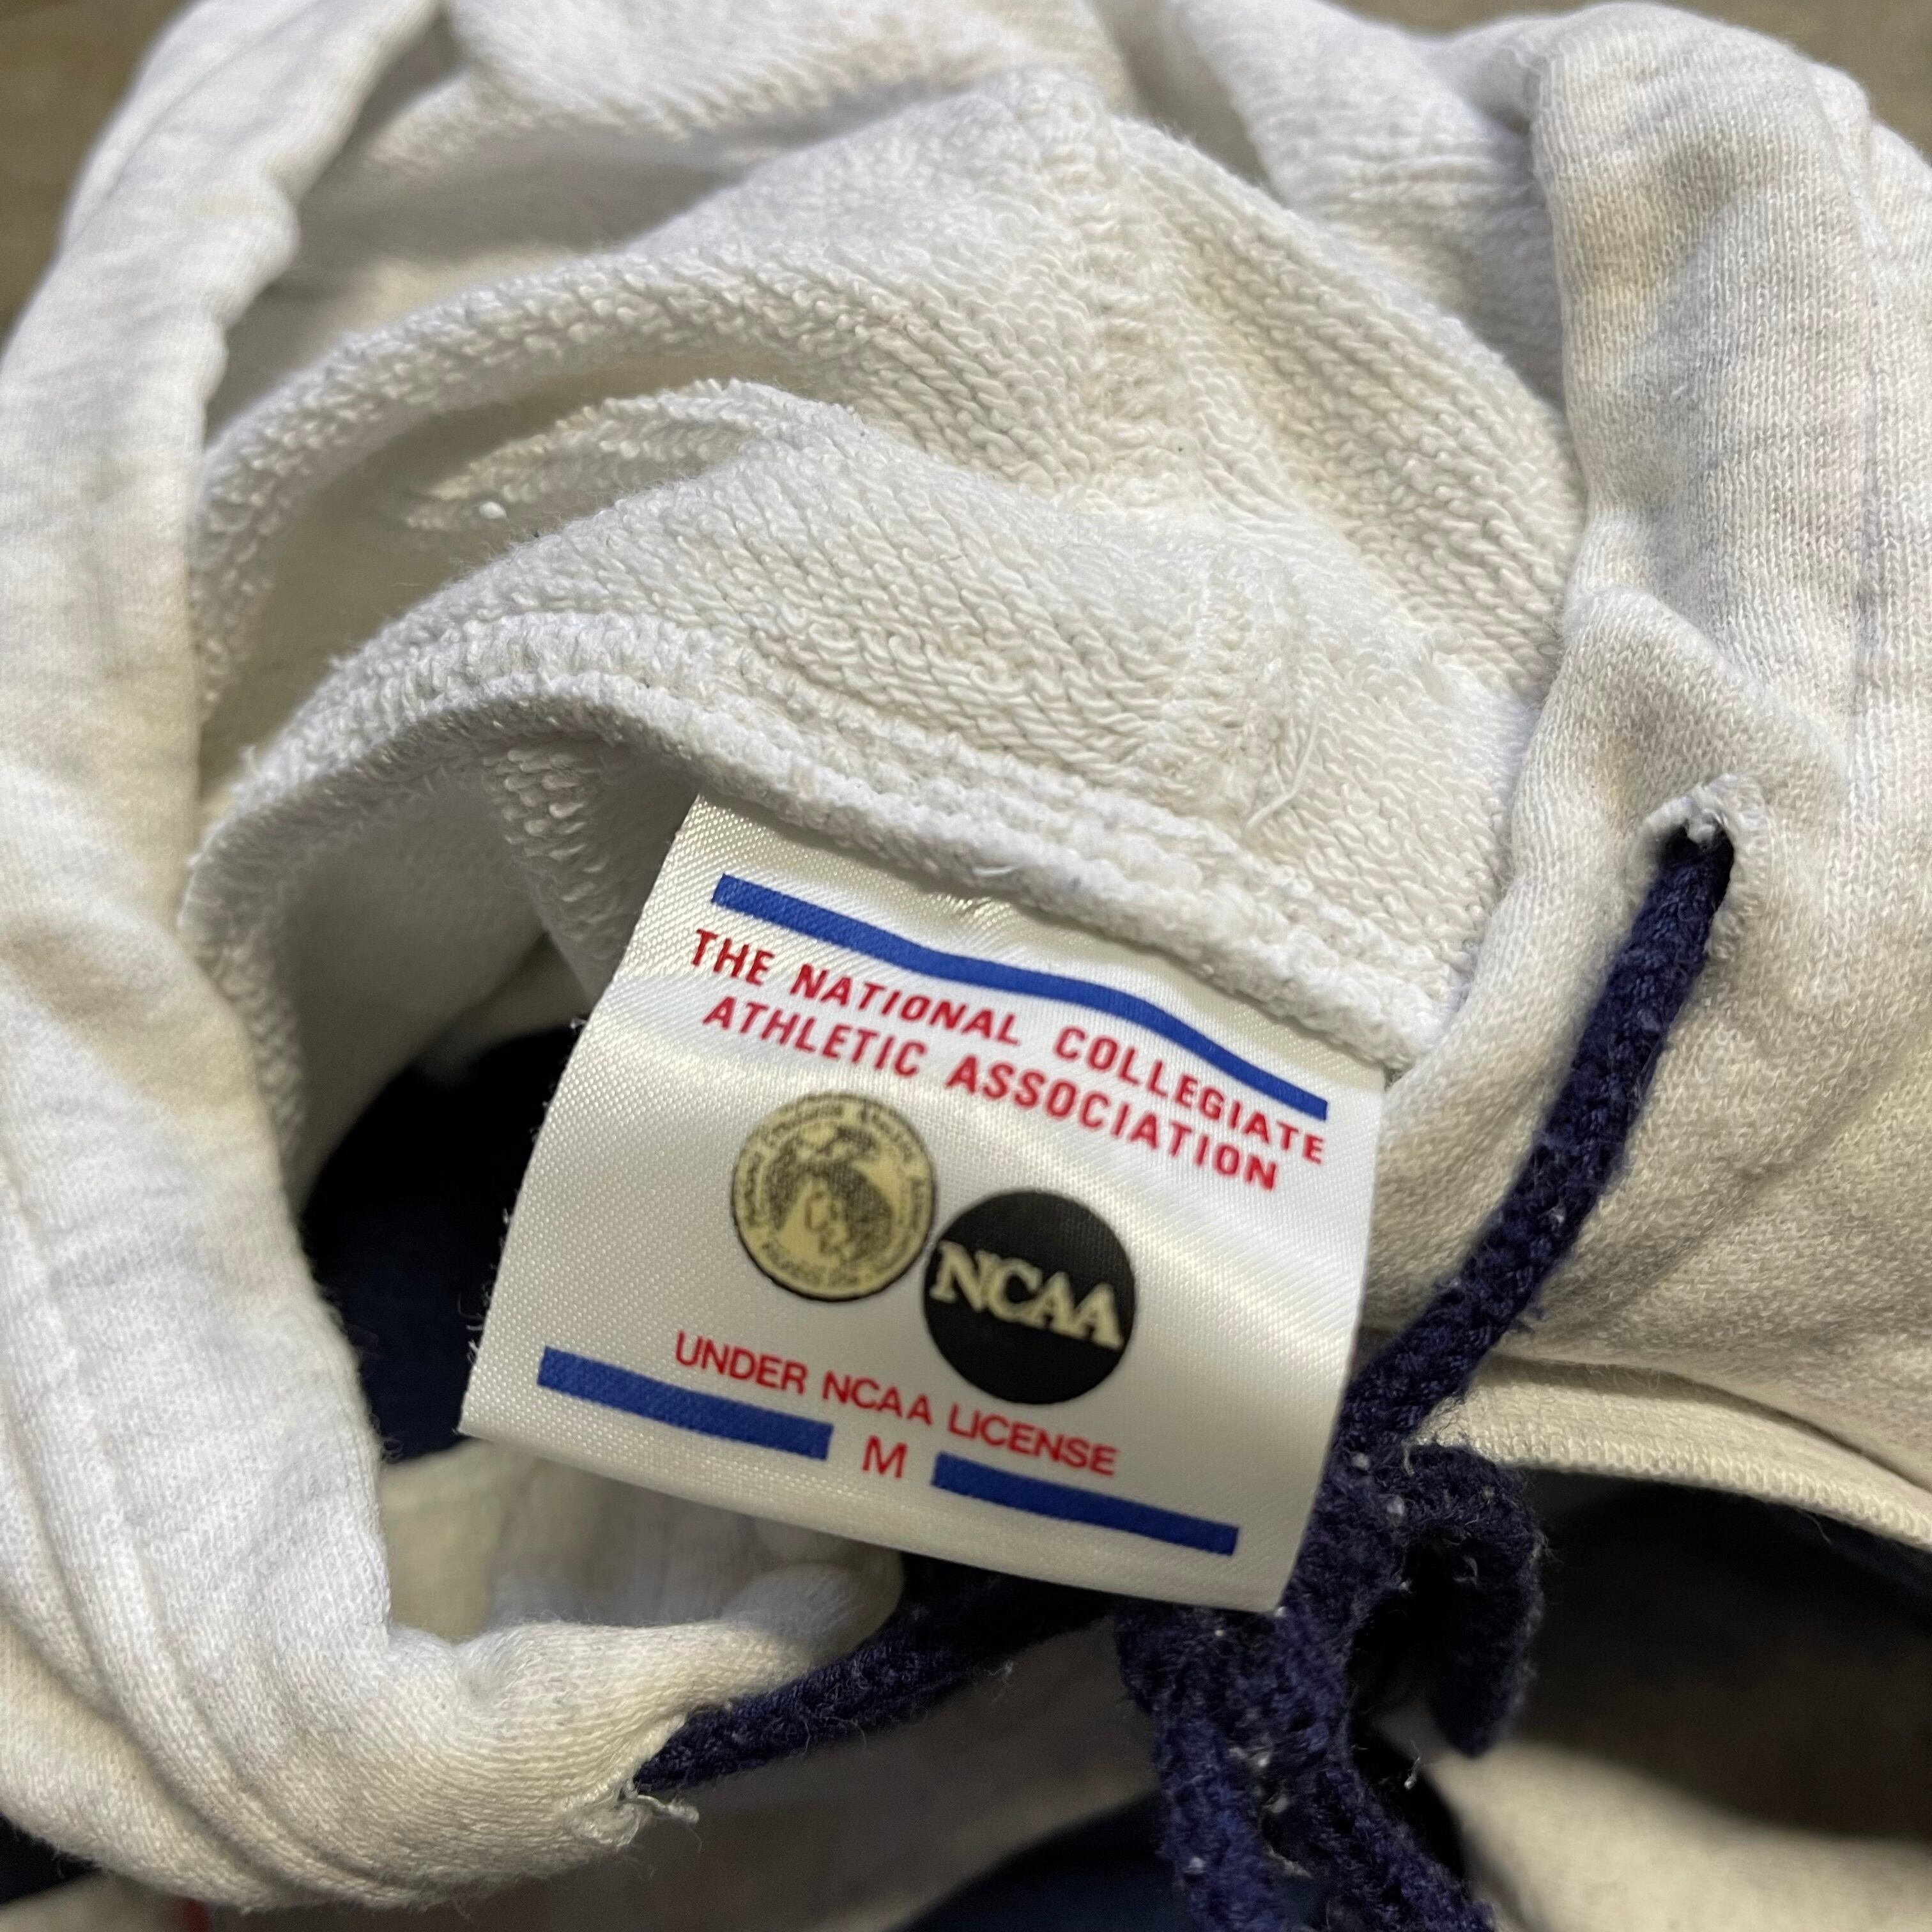 THE NATIONAL COLLEGIATE
ATHLETIC ASSOCIATION
NCAA
UNDER NCAA LICENSE
M